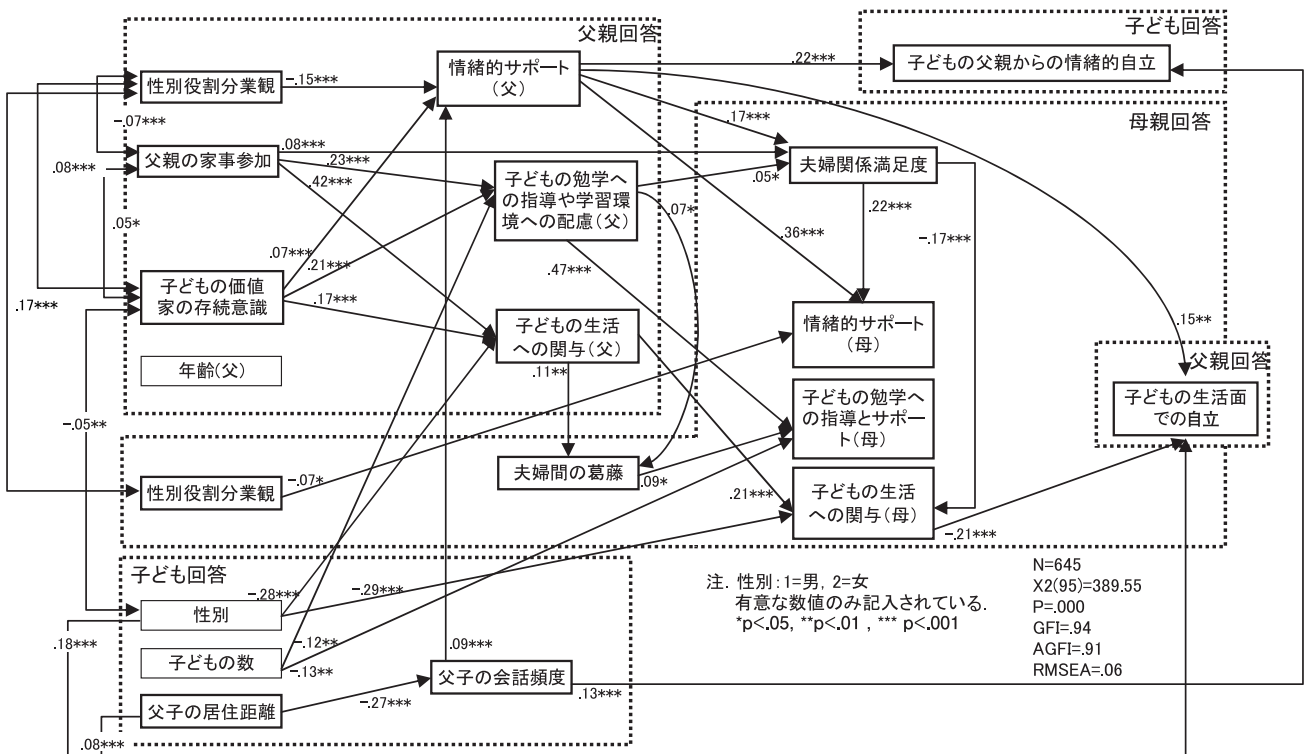 父親回答
子ども回答
性別役割分業観
-.15***
情緒的サポート
(父)
.22***
子どもの父親からの情緒的自立
-.07***
.17***
母親回答
.08***
父親の家事参加
.08***
.23***
.42***
子どもの勉学へ
の指導や学習環
境への配慮(父)
.05*
夫婦関係満足度
.07*
.05*
.22***
-.17***
.36***
.07***
.21***
.47***
子どもの価値
家の存続意識
.17***
.17***
子どもの生活
への関与(父)
情緒的サポート
(母)
.15**
年齢(父)
.11**
父親回答
子どもの生活面
での自立
-.05**
子どもの勉学へ
の指導とサポー
ト(母)
性別役割分業観
-.07*
夫婦間の葛藤
.09*
.21***
子どもの生活
への関与(母)
-.21***
子ども回答
性別
-.28***
-.29***
注. 性別:1=男, 2=女
有意な数値のみ記入されている.
*p<.05, **p<.01 , *** p<.001
N=645
X2(95)=389.55
P=.000
GFI=.94
AGFI=.91
RMSEA=.06
.18***
子どもの数
-.12**
-.13**
.09***
父子の会話頻度
.13***
父子の居住距離
-.27***
.08***